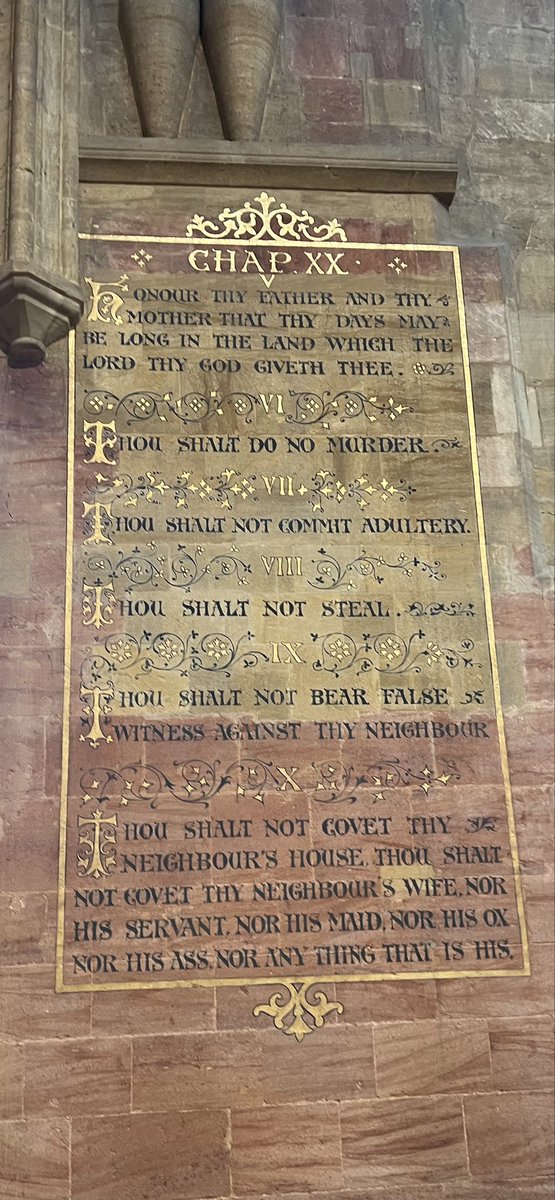 CHAP. XX.
V
HONOUR THY FATHER AND THY
MOTHER THAT THY DAYS MAY
BE LONG IN THE LAND WHICH THE
LORD THY GOD GIVETH THEE.
VI
THOU SHALT DO NO MURDER.
VII
THOU SHALT NOT COMMIT ADULTERY.
VIII
THOU SHALT NOT STEAL.
IX
THOU SHALT NOT BEAR FALSE
WITNESS AGAINST THY NEIGHBOUR
X
THOU SHALT NOT COVET THY
NEIGHBOUR'S HOUSE, THOU SHALT
NOT COVET THY NEIGHBOUR'S WIFE, NOR
HIS SERVANT, NOR HIS MAID, NOR HIS OX
NOR HIS ASS, NOR ANY THING THAT IS HIS.